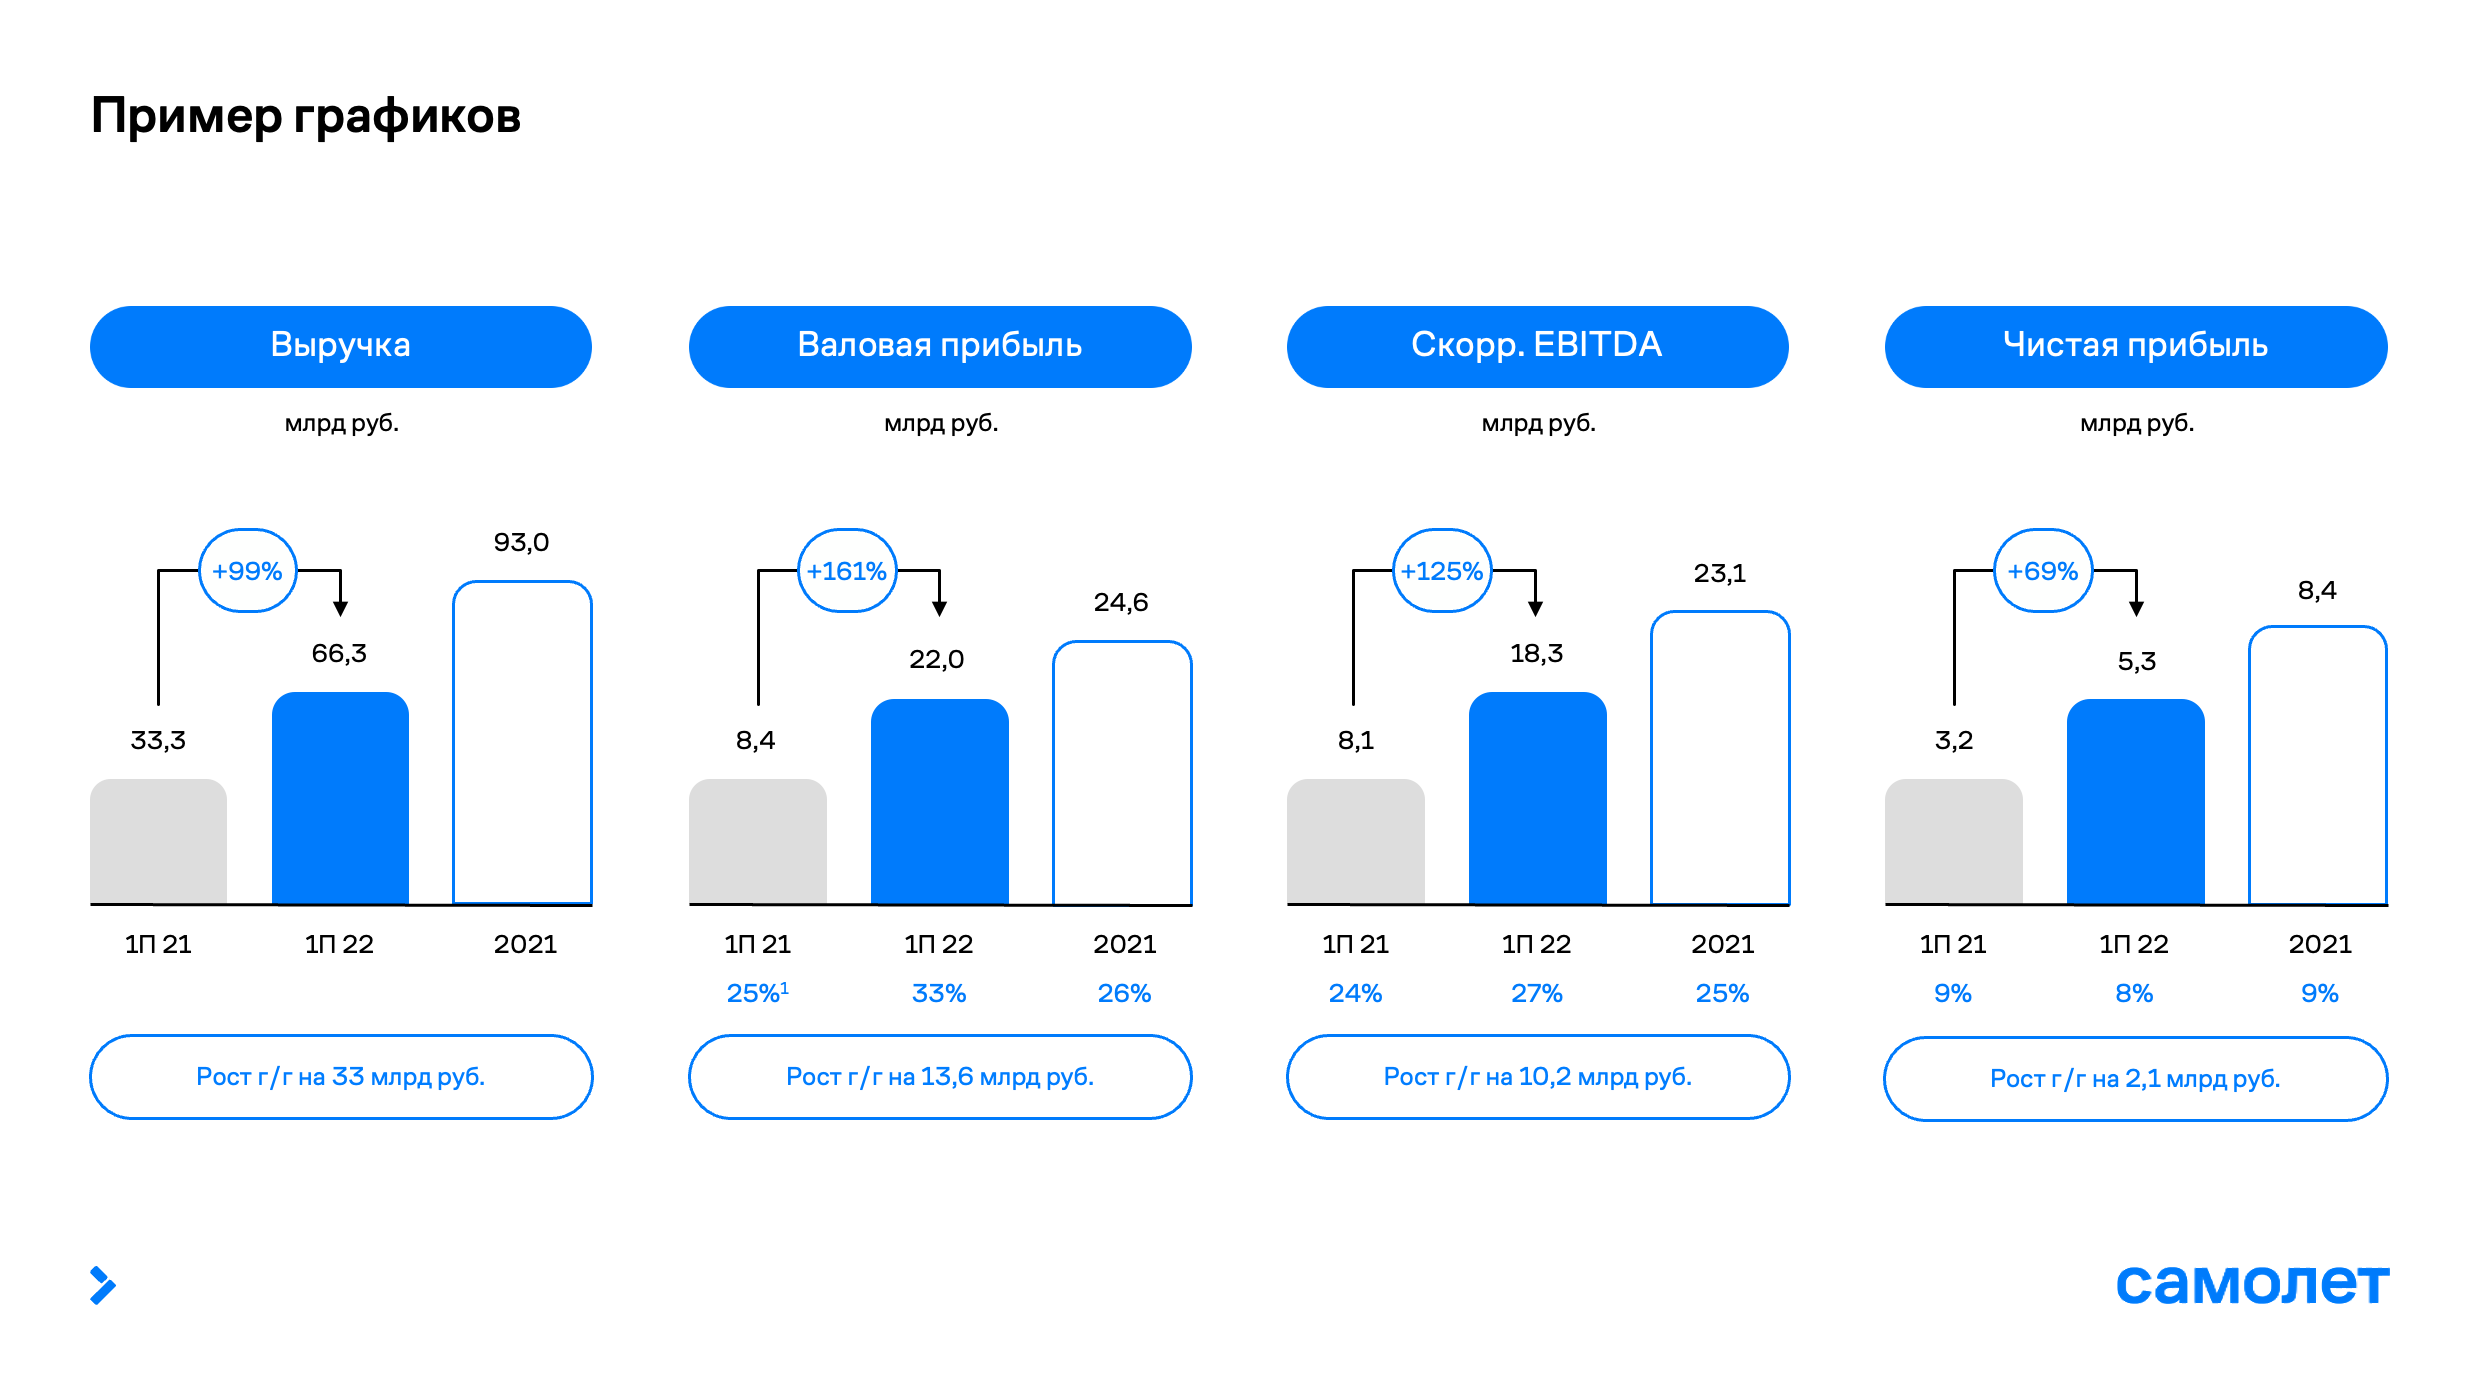 Пример графиков
Выручка
млрд руб.
+99%
93,0
66,3
33,3
1П 21 1П 22 2021
Рост г/г на 33 млрд руб.
Валовая прибыль
млрд руб.
+161%
24,6
22,0
8,4
1П 21 1П 22 2021
25%¹ 33% 26%
Рост г/г на 13,6 млрд руб.
Скорр. EBITDA
млрд руб.
+125%
23,1
18,3
8,1
1П 21 1П 22 2021
24% 27% 25%
Рост г/г на 10,2 млрд руб.
Чистая прибыль
млрд руб.
+69%
8,4
5,3
3,2
1П 21 1П 22 2021
9% 8% 9%
Рост г/г на 2,1 млрд руб.
самолет